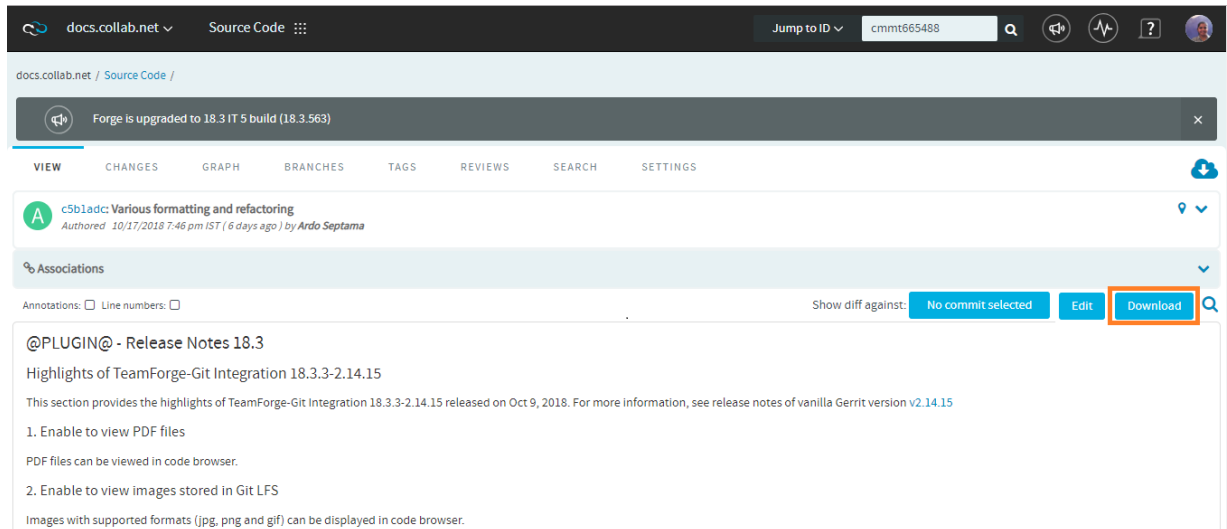 docs.collab.net Source Code Jump to ID cmmt665488 ?
docs.collab.net / Source Code /
Forge is upgraded to 18.3 IT 5 build (18.3.563) ×
VIEW CHANGES GRAPH BRANCHES TAGS REVIEWS SEARCH SETTINGS
A
c5b1adc: Various formatting and refactoring
Authored 10/17/2018 7:46 pm IST ( 6 days ago ) by Ardo Septama
Associations
Annotations: Line numbers: Show diff against: No commit selected Edit Download
@PLUGIN@ - Release Notes 18.3
Highlights of TeamForge-Git Integration 18.3.3-2.14.15
This section provides the highlights of TeamForge-Git Integration 18.3.3-2.14.15 released on Oct 9, 2018. For more information, see release notes of vanilla Gerrit version v2.14.15
1. Enable to view PDF files
PDF files can be viewed in code browser.
2. Enable to view images stored in Git LFS
Images with supported formats (jpg, png and gif) can be displayed in code browser.